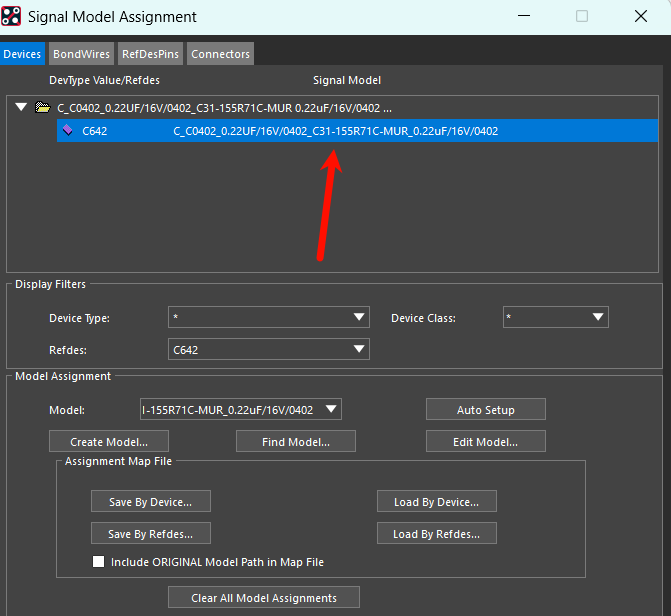 Signal Model Assignment
Devices BondWires RefDesPins Connectors
DevType Value/Refdes Signal Model
C_C0402_0.22UF/16V/0402_C31-155R71C-MUR 0.22uF/16V/0402 ...
C642 C_C0402_0.22UF/16V/0402_C31-155R71C-MUR_0.22uF/16V/0402
Display Filters
Device Type: * Device Class: *
Refdes: C642
Model Assignment
Model: I-155R71C-MUR_0.22uF/16V/0402 Auto Setup
Create Model... Find Model... Edit Model...
Assignment Map File
Save By Device... Load By Device...
Save By Refdes... Load By Refdes...
Include ORIGINAL Model Path in Map File
Clear All Model Assignments